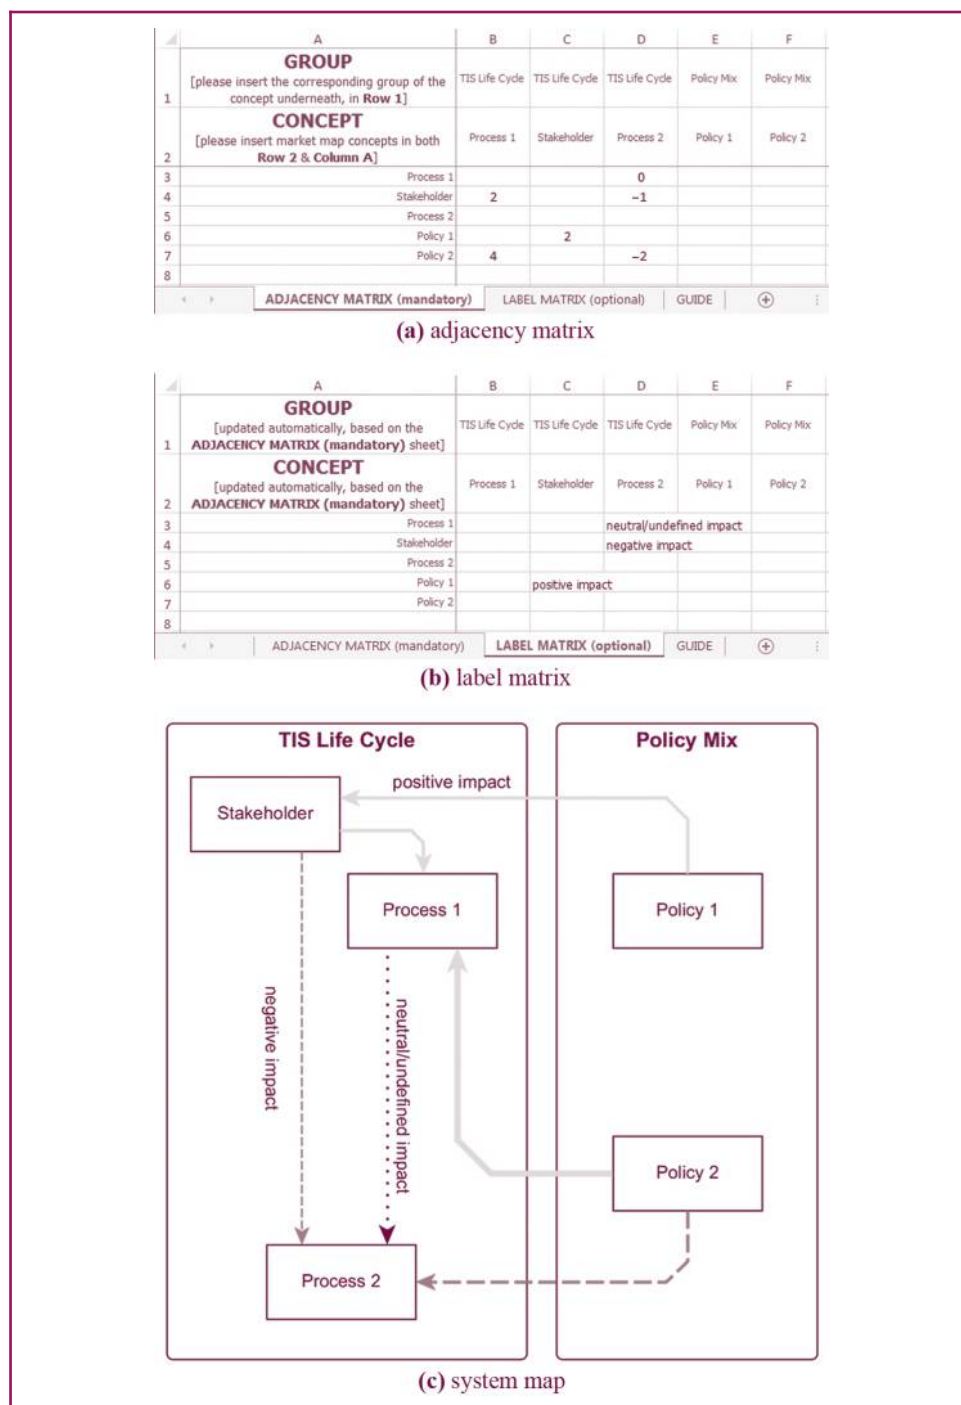 A B C D E F
GROUP
[please insert the corresponding group of the
concept underneath, in Row 1]
TIS Life Cycle TIS Life Cycle TIS Life Cycle Policy Mix Policy Mix
1
CONCEPT
[please insert market map concepts in both
Row 2 & Column A]
Process 1 Stakeholder Process 2 Policy 1 Policy 2
2
3 Process 1 0
4 Stakeholder 2 −1
5 Process 2
6 Policy 1 2
7 Policy 2 4 −2
8
ADJACENCY MATRIX (mandatory) LABEL MATRIX (optional) GUIDE
(a) adjacency matrix
A B C D E F
GROUP
[updated automatically, based on the
ADJACENCY MATRIX (mandatory) sheet]
TIS Life Cycle TIS Life Cycle TIS Life Cycle Policy Mix Policy Mix
1
CONCEPT
[updated automatically, based on the
ADJACENCY MATRIX (mandatory) sheet]
Process 1 Stakeholder Process 2 Policy 1 Policy 2
2
3 Process 1 neutral/undefined impact
4 Stakeholder negative impact
5 Process 2
6 Policy 1 positive impact
7 Policy 2
8
ADJACENCY MATRIX (mandatory) LABEL MATRIX (optional) GUIDE
(b) label matrix
TIS Life Cycle Policy Mix
positive impact
Stakeholder
Process 1 Policy 1
negative impact
neutral/undefined impact
Policy 2
Process 2
(c) system map